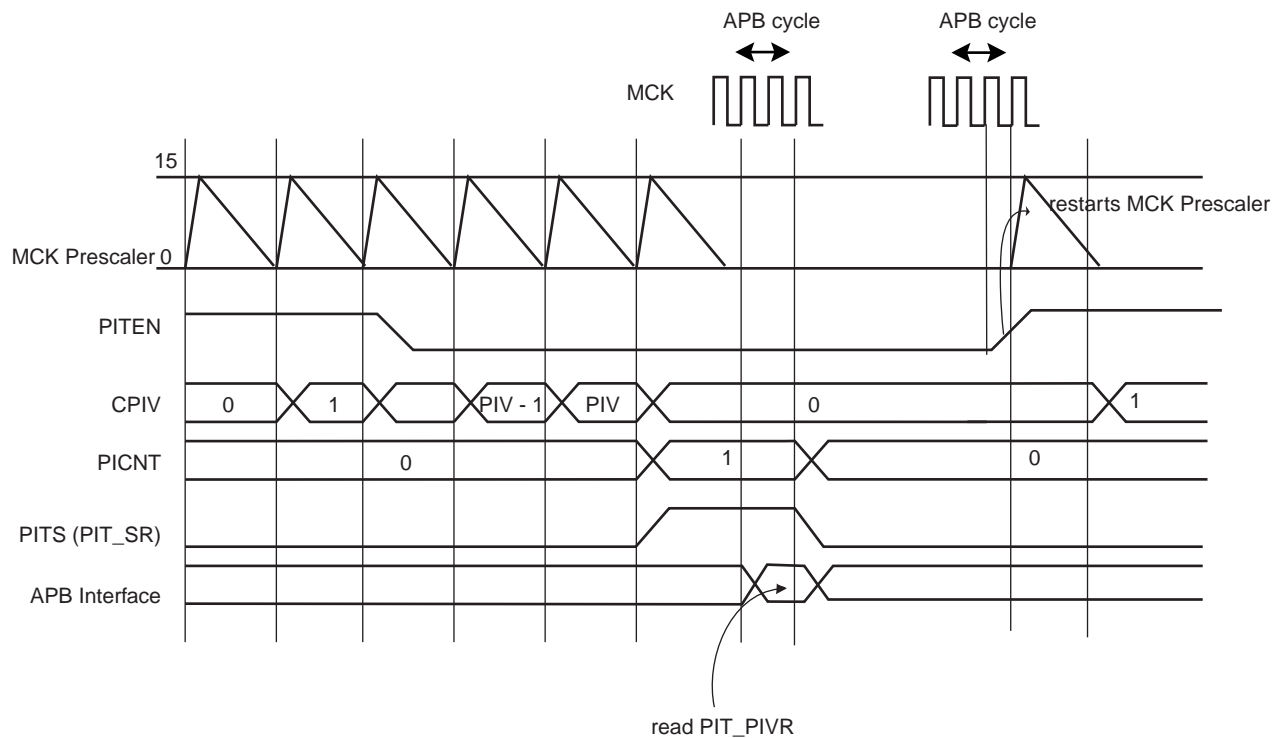 APB cycle
APB cycle
MCK
15
restarts MCK Prescaler
MCK Prescaler 0
PITEN
CPIV 0 1 PIV - 1 PIV 0 1
PICNT 0 1 0
PITS (PIT_SR)
APB Interface
read PIT_PIVR